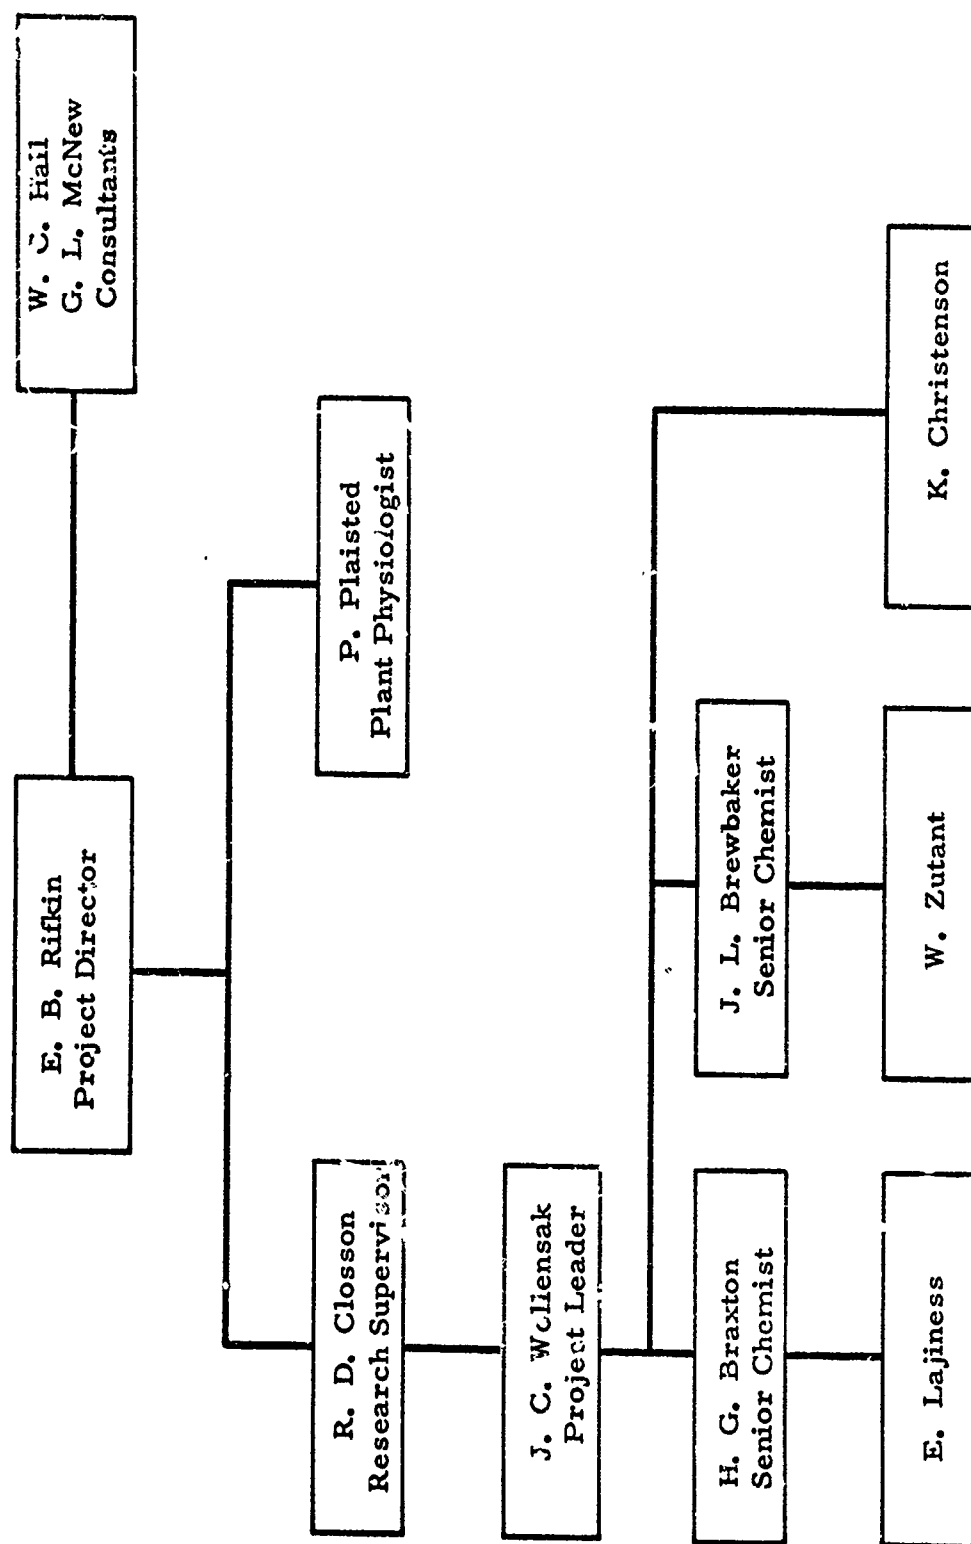 E. B. Rifkin
Project Director
W. C. Hall
G. L. McNew
Consultants
R. D. Closson
Research Supervisor
P. Plaisted
Plant Physiologist
J. C. Wollensak
Project Leader
H. G. Braxton
Senior Chemist
J. L. Brewbaker
Senior Chemist
E. Lajiness
W. Zutant
K. Christenson